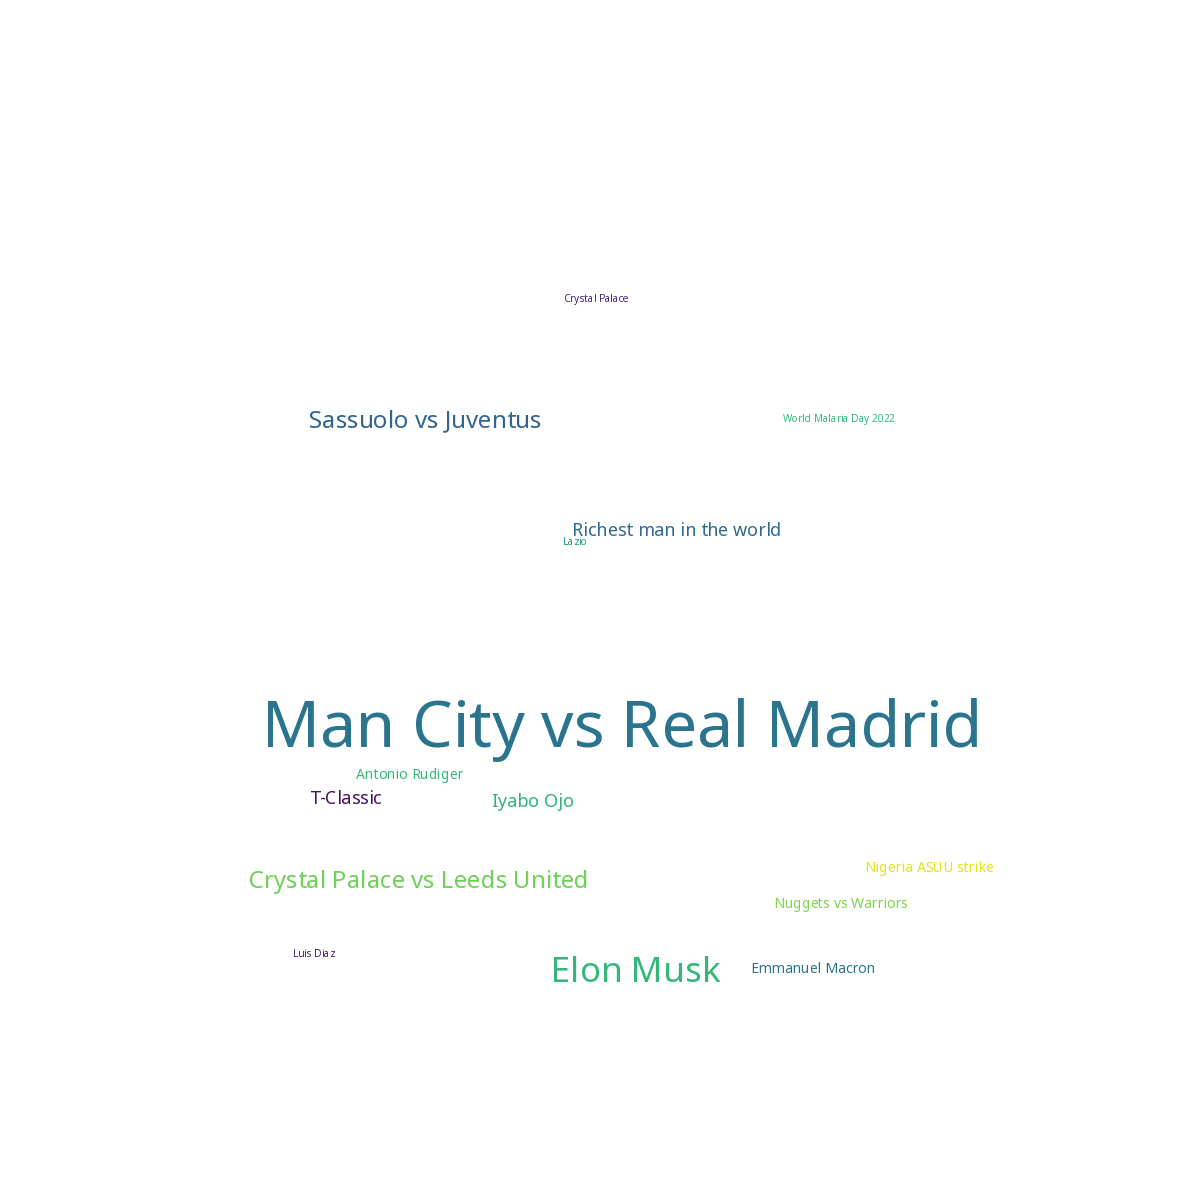 Crystal Palace
Sassuolo vs Juventus
World Malaria Day 2022
Richest man in the world
Lazio
Man City vs Real Madrid
Antonio Rudiger
T-Classic
Iyabo Ojo
Nigeria ASUU strike
Crystal Palace vs Leeds United
Nuggets vs Warriors
Luis Diaz
Elon Musk
Emmanuel Macron